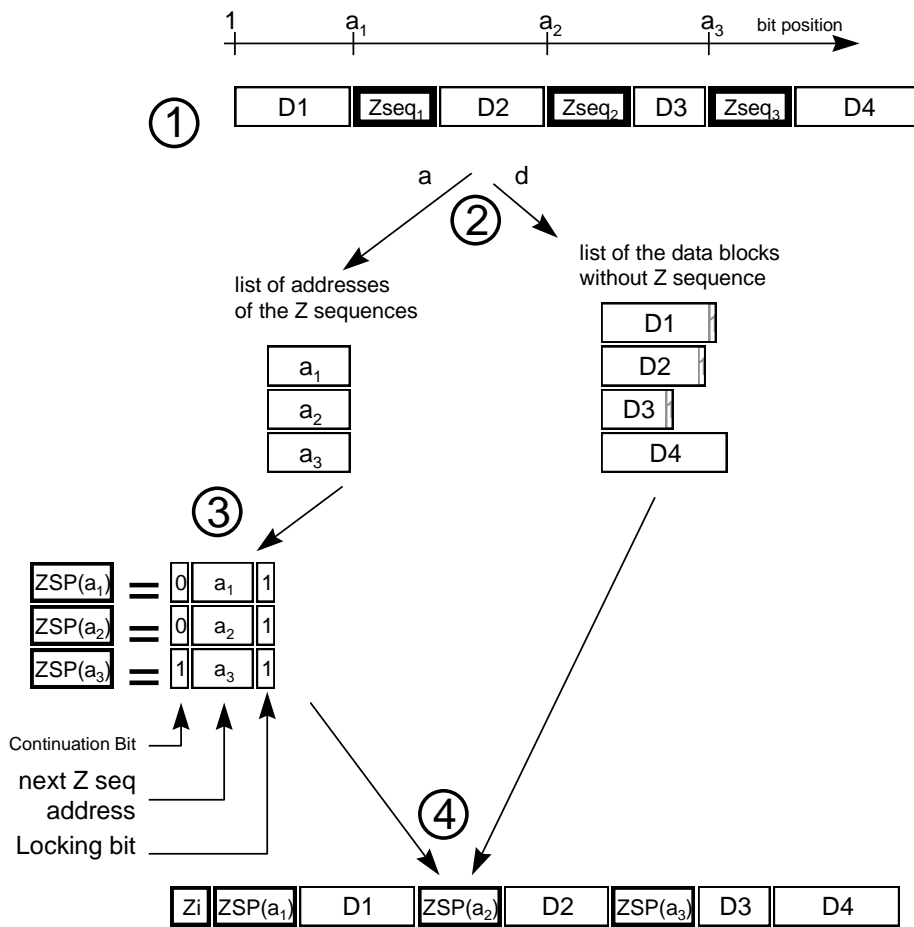 1 a₁ a₂ a₃ bit position
D1 Zseq₁ D2 Zseq₂ D3 Zseq₃ D4
1
a d
2
list of addresses
of the Z sequences
list of the data blocks
without Z sequence
D1 1
D2 1
D3 1
D4
a₁
a₂
a₃
3
ZSP(a₁) = 0 a₁ 1
ZSP(a₂) = 0 a₂ 1
ZSP(a₃) = 1 a₃ 1
Continuation Bit
next Z seq
address
Locking bit
4
Zi ZSP(a₁) D1 ZSP(a₂) D2 ZSP(a₃) D3 D4